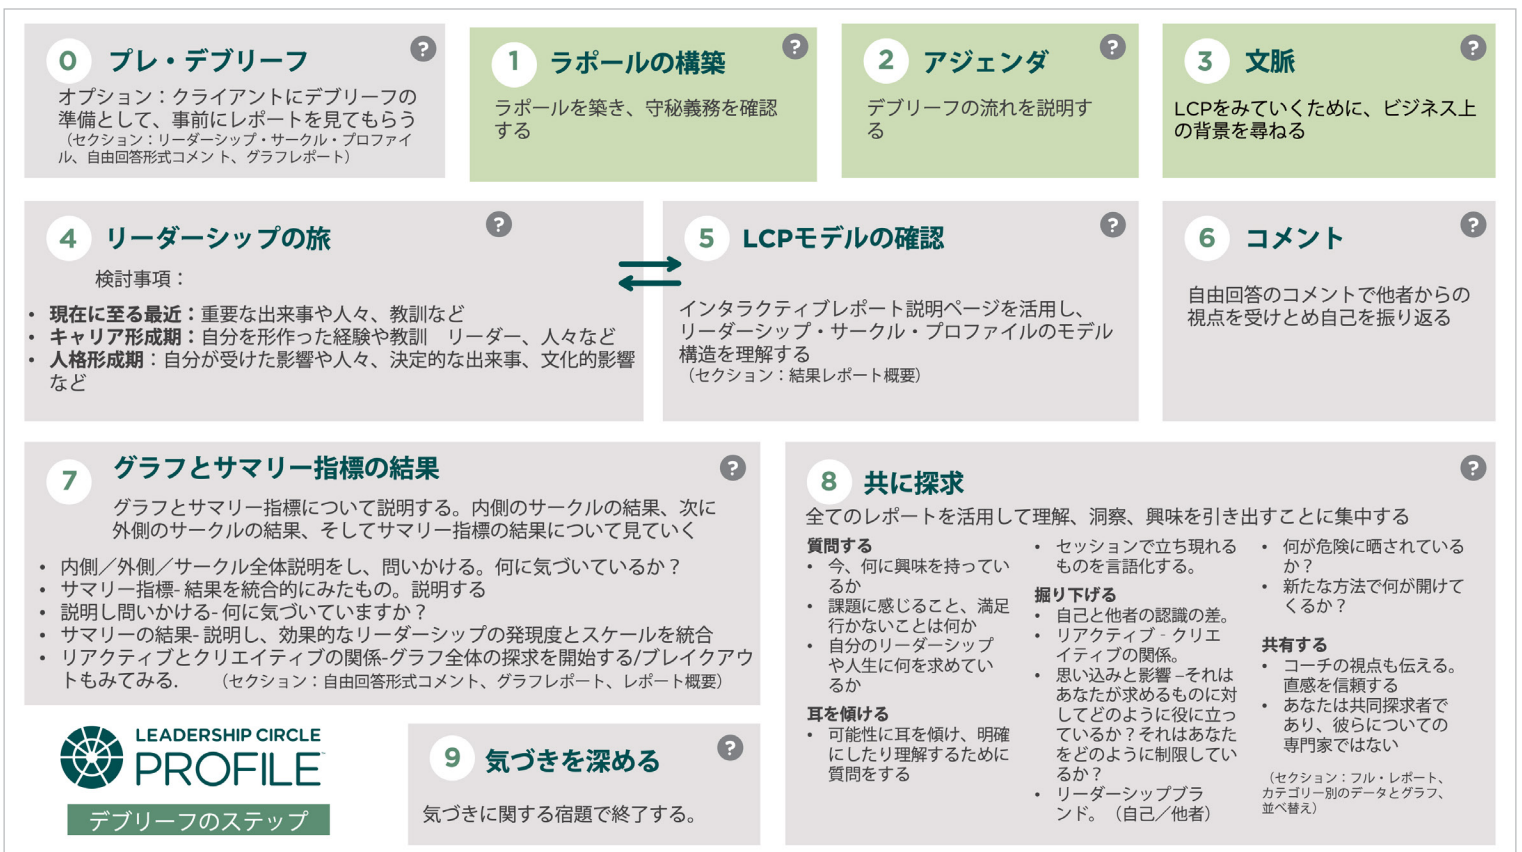 0 プレ・デブリーフ ?
オプション：クライアントにデブリーフの
準備として、事前にレポートを見てもらう
（セクション：リーダーシップ・サークル・プロファイ
ル、自由回答形式コメント、グラフレポート）
1 ラポールの構築 ?
ラポールを築き、守秘義務を確認
する
2 アジェンダ ?
デブリーフの流れを説明す
る
3 文脈 ?
LCPをみていくために、ビジネス上
の背景を尋ねる
4 リーダーシップの旅 ?
検討事項：
• 現在に至る最近：重要な出来事や人々、教訓など
• キャリア形成期：自分を形作った経験や教訓　リーダー、人々など
• 人格形成期：自分が受けた影響や人々、決定的な出来事、文化的影響
など
5 LCPモデルの確認 ?
インタラクティブレポート説明ページを活用し、
リーダーシップ・サークル・プロファイルのモデル
構造を理解する
（セクション：結果レポート概要）
6 コメント ?
自由回答のコメントで他者からの
視点を受けとめ自己を振り返る
7 グラフとサマリー指標の結果 ?
グラフとサマリー指標について説明する。内側のサークルの結果、次に
外側のサークルの結果、そしてサマリー指標の結果について見ていく
• 内側／外側／サークル全体説明をし、問いかける。何に気づいているか？
• サマリー指標- 結果を統合的にみたもの。説明する
• 説明し問いかける- 何に気づいていますか？
• サマリーの結果- 説明し、効果的なリーダーシップの発現度とスケールを統合
• リアクティブとクリエイティブの関係-グラフ全体の探求を開始する/ブレイクアウ
トもみてみる.　（セクション：自由回答形式コメント、グラフレポート、レポート概要）
8 共に探求 ?
全てのレポートを活用して理解、洞察、興味を引き出すことに集中する
質問する
• 今、何に興味を持ってい
るか
• 課題に感じること、満足
行かないことは何か
• 自分のリーダーシップ
や人生に何を求めてい
るか
耳を傾ける
• 可能性に耳を傾け、明確
にしたり理解するために
質問をする
• セッションで立ち現れる
ものを言語化する。
掘り下げる
• 自己と他者の認識の差。
• リアクティブ - クリエ
イティブの関係。
• 思い込みと影響 –それは
あなたが求めるものに対
してどのように役に立っ
ているか？それはあなた
をどのように制限してい
るか？
• リーダーシップブラ
ンド。（自己／他者）
• 何が危険に晒されている
か？
• 新たな方法で何が開けて
くるか？
共有する
• コーチの視点も伝える。
直感を信頼する
• あなたは共同探求者で
あり、彼らについての
専門家ではない
（セクション：フル・レポート、
カテゴリー別のデータとグラフ、
並べ替え）
LEADERSHIP CIRCLE
PROFILE™
デブリーフのステップ
9 気づきを深める ?
気づきに関する宿題で終了する。